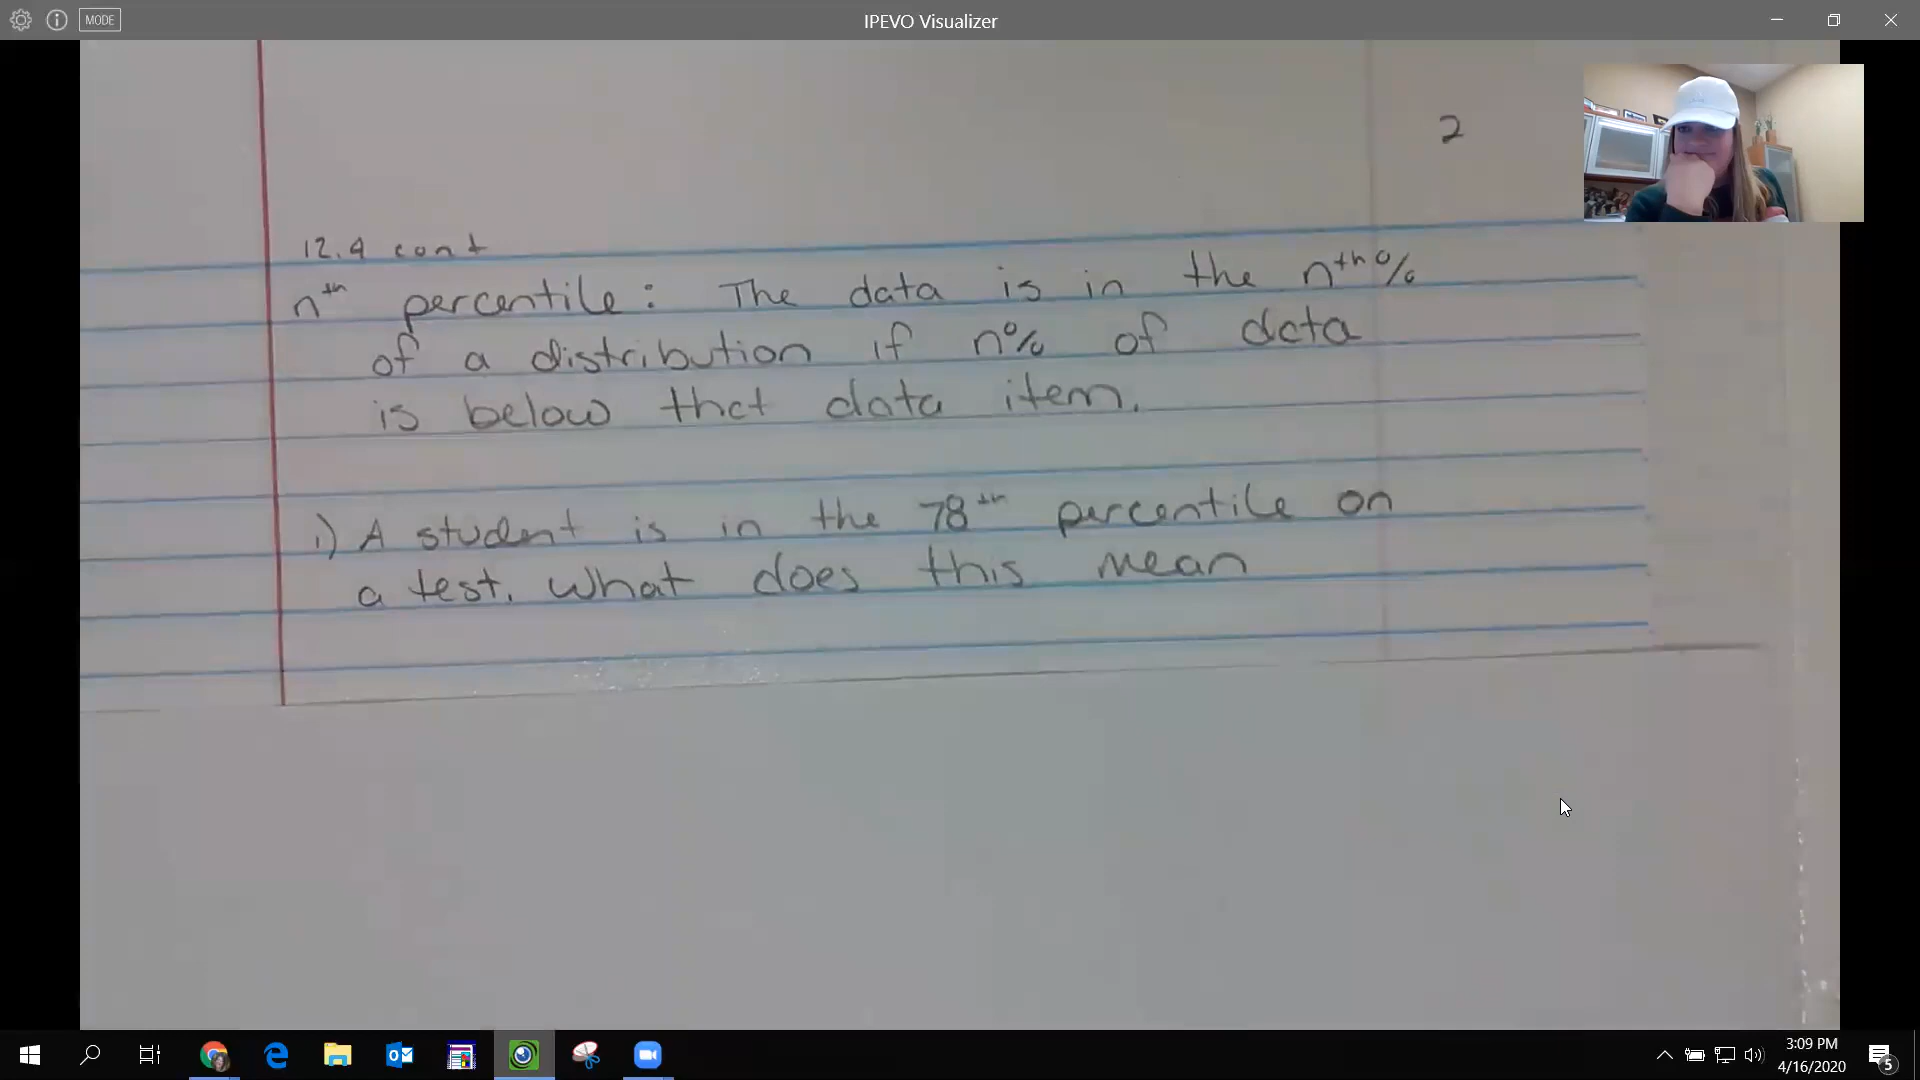 MODE
IPEVO Visualizer
2
12.4 cont
nth percentile: The data is in the nth%
of a distribution if n% of data
is below that data item.
1) A student is in the 78th percentile on
a test. What does this mean
3:09 PM
4/16/2020
5